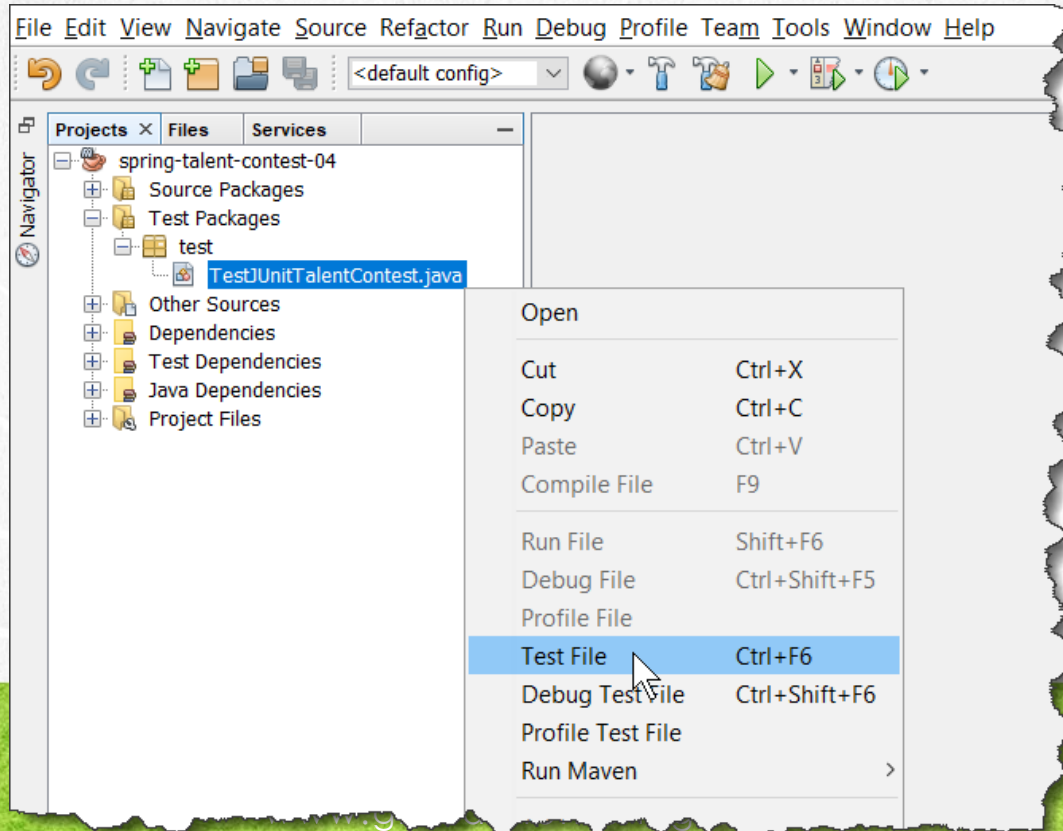 File Edit View Navigate Source Refactor Run Debug Profile Team Tools Window Help
<default config>
Projects Files Services
Navigator
spring-talent-contest-04
Source Packages
Test Packages
test
TestJUnitTalentContest.java
Other Sources
Dependencies
Test Dependencies
Java Dependencies
Project Files
Open
Cut Ctrl+X
Copy Ctrl+C
Paste Ctrl+V
Compile File F9
Run File Shift+F6
Debug File Ctrl+Shift+F5
Profile File
Test File Ctrl+F6
Debug Test File Ctrl+Shift+F6
Profile Test File
Run Maven >